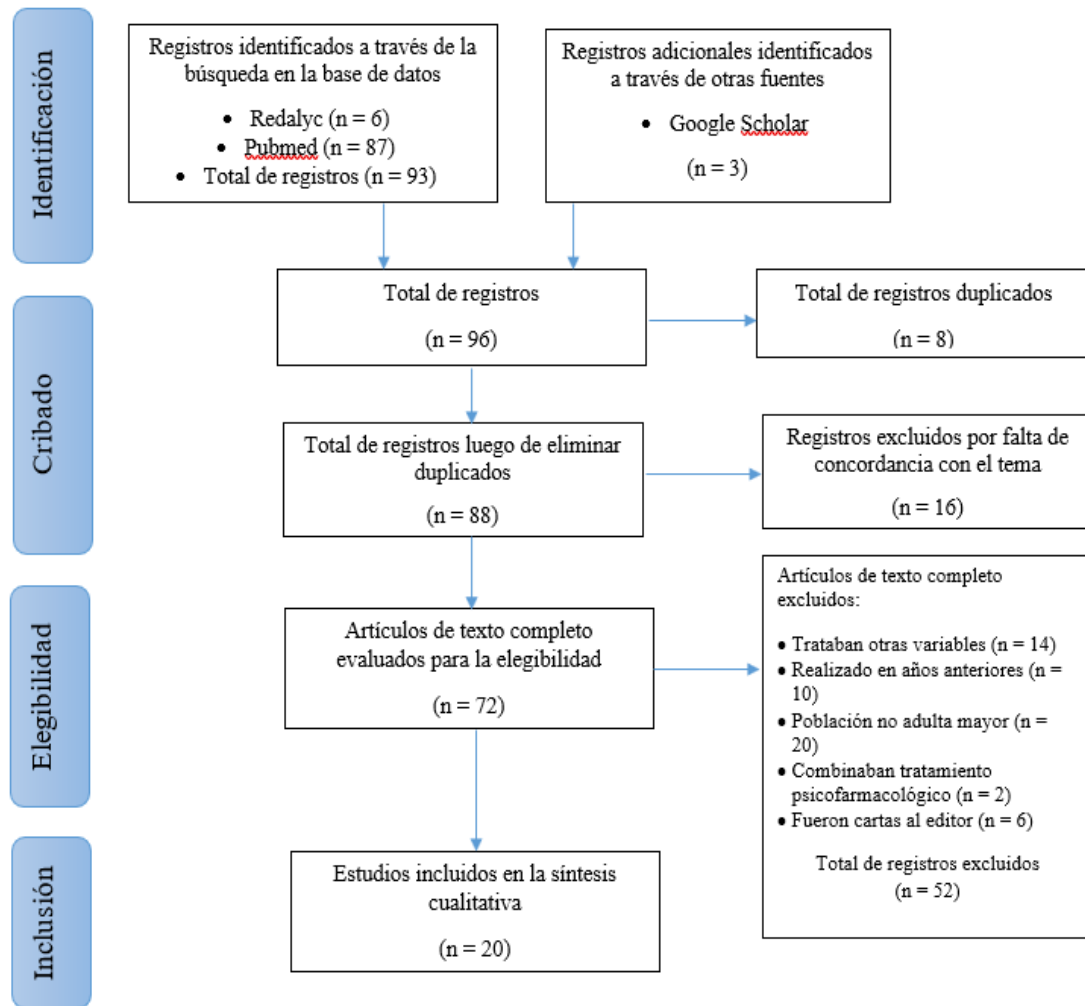 Identificación
Registros identificados a través de la
búsqueda en la base de datos
• Redalyc (n = 6)
• Pubmed (n = 87)
• Total de registros (n = 93)
Registros adicionales identificados
a través de otras fuentes
• Google Scholar
(n = 3)
Cribado
Total de registros
(n = 96)
Total de registros duplicados
(n = 8)
Total de registros luego de eliminar
duplicados
(n = 88)
Registros excluidos por falta de
concordancia con el tema
(n = 16)
Elegibilidad
Artículos de texto completo
evaluados para la elegibilidad
(n = 72)
Artículos de texto completo
excluidos:
• Trataban otras variables (n = 14)
• Realizado en años anteriores (n =
10)
• Población no adulta mayor (n =
20)
• Combinaban tratamiento
psicofarmacológico (n = 2)
• Fueron cartas al editor (n = 6)
Total de registros excluidos
(n = 52)
Inclusión
Estudios incluidos en la síntesis
cualitativa
(n = 20)